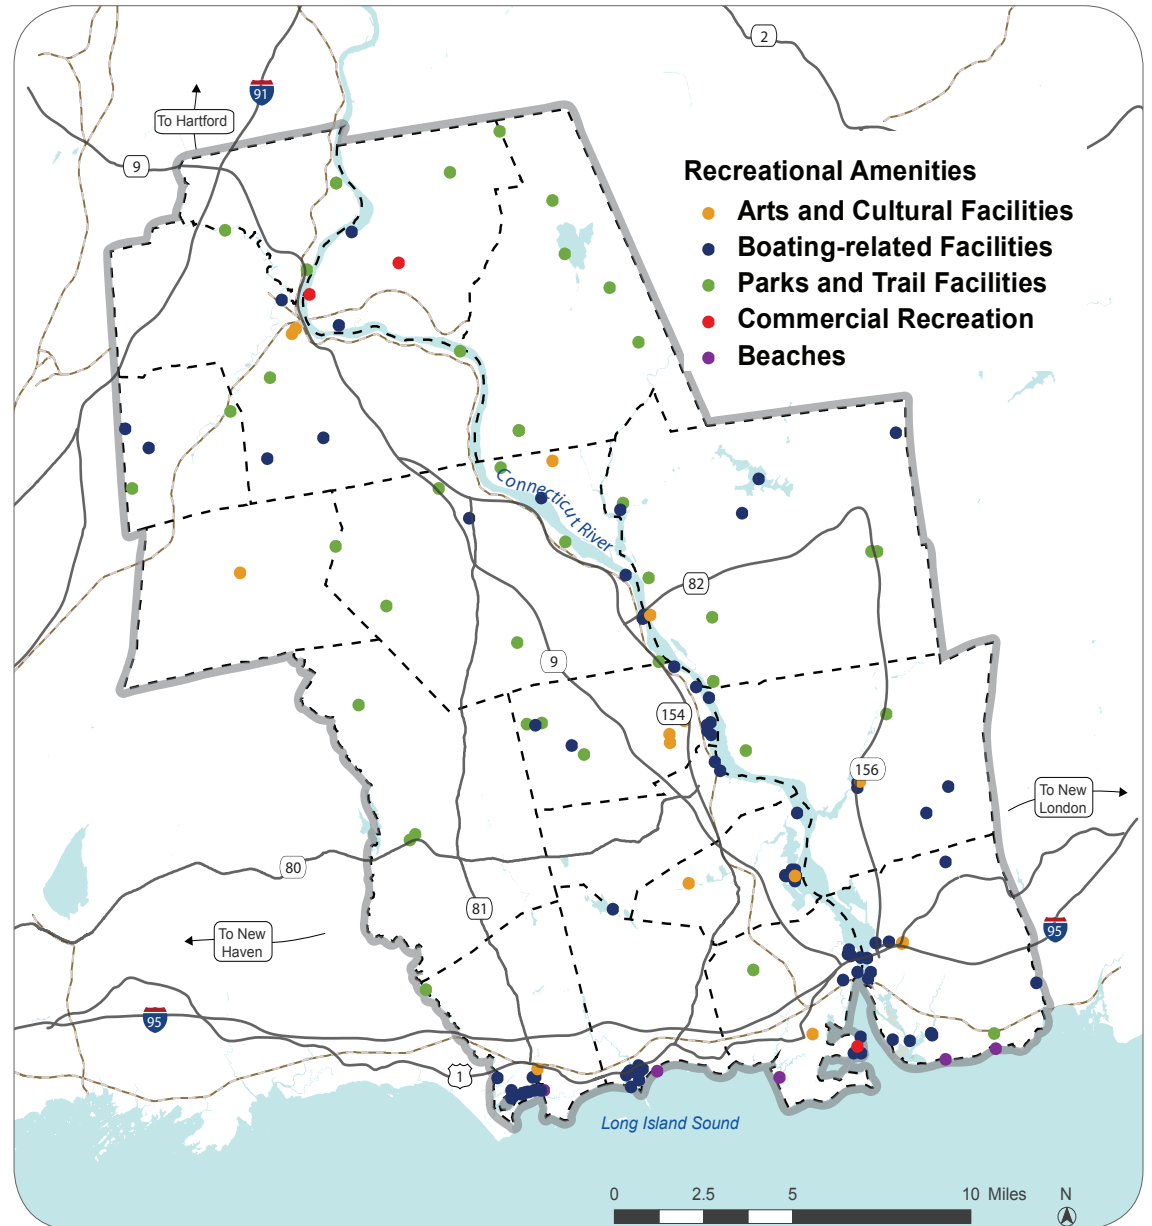 2
91
To Hartford
9
Recreational Amenities
Arts and Cultural Facilities
Boating-related Facilities
Parks and Trail Facilities
Commercial Recreation
Beaches
Connecticut River
82
9
154
156
To New
London
80
81
95
To New
Haven
95
1
Long Island Sound
0 2.5 5 10 Miles N